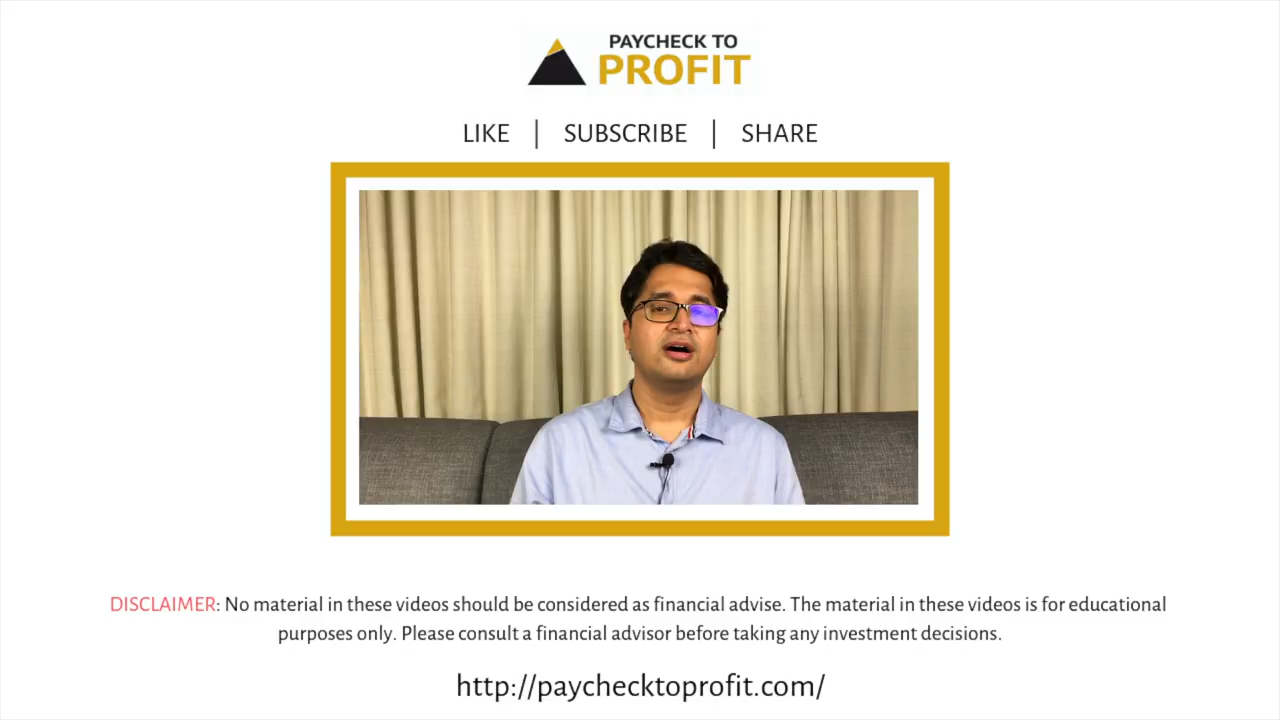 PAYCHECK TO
PROFIT
LIKE | SUBSCRIBE | SHARE
DISCLAIMER: No material in these videos should be considered as financial advise. The material in these videos is for educational
purposes only. Please consult a financial advisor before taking any investment decisions.
http://paychecktoprofit.com/